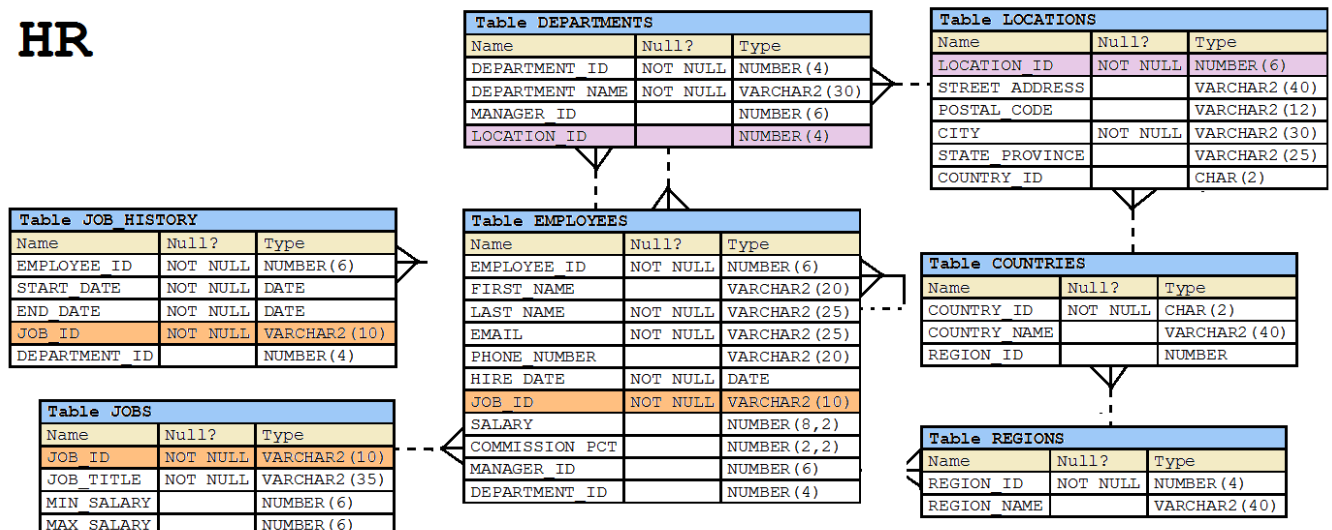 HR
Table DEPARTMENTS
Name Null? Type
DEPARTMENT_ID NOT NULL NUMBER(4)
DEPARTMENT_NAME NOT NULL VARCHAR2(30)
MANAGER_ID NUMBER(6)
LOCATION_ID NUMBER(4)
Table LOCATIONS
Name Null? Type
LOCATION_ID NOT NULL NUMBER(6)
STREET_ADDRESS VARCHAR2(40)
POSTAL_CODE VARCHAR2(12)
CITY NOT NULL VARCHAR2(30)
STATE_PROVINCE VARCHAR2(25)
COUNTRY_ID CHAR(2)
Table JOB_HISTORY
Name Null? Type
EMPLOYEE_ID NOT NULL NUMBER(6)
START_DATE NOT NULL DATE
END_DATE NOT NULL DATE
JOB_ID NOT NULL VARCHAR2(10)
DEPARTMENT_ID NUMBER(4)
Table EMPLOYEES
Name Null? Type
EMPLOYEE_ID NOT NULL NUMBER(6)
FIRST_NAME VARCHAR2(20)
LAST_NAME NOT NULL VARCHAR2(25)
EMAIL NOT NULL VARCHAR2(25)
PHONE_NUMBER VARCHAR2(20)
HIRE_DATE NOT NULL DATE
JOB_ID NOT NULL VARCHAR2(10)
SALARY NUMBER(8,2)
COMMISSION_PCT NUMBER(2,2)
MANAGER_ID NUMBER(6)
DEPARTMENT_ID NUMBER(4)
Table COUNTRIES
Name Null? Type
COUNTRY_ID NOT NULL CHAR(2)
COUNTRY_NAME VARCHAR2(40)
REGION_ID NUMBER
Table JOBS
Name Null? Type
JOB_ID NOT NULL VARCHAR2(10)
JOB_TITLE NOT NULL VARCHAR2(35)
MIN_SALARY NUMBER(6)
MAX_SALARY NUMBER(6)
Table REGIONS
Name Null? Type
REGION_ID NOT NULL NUMBER(4)
REGION_NAME VARCHAR2(40)